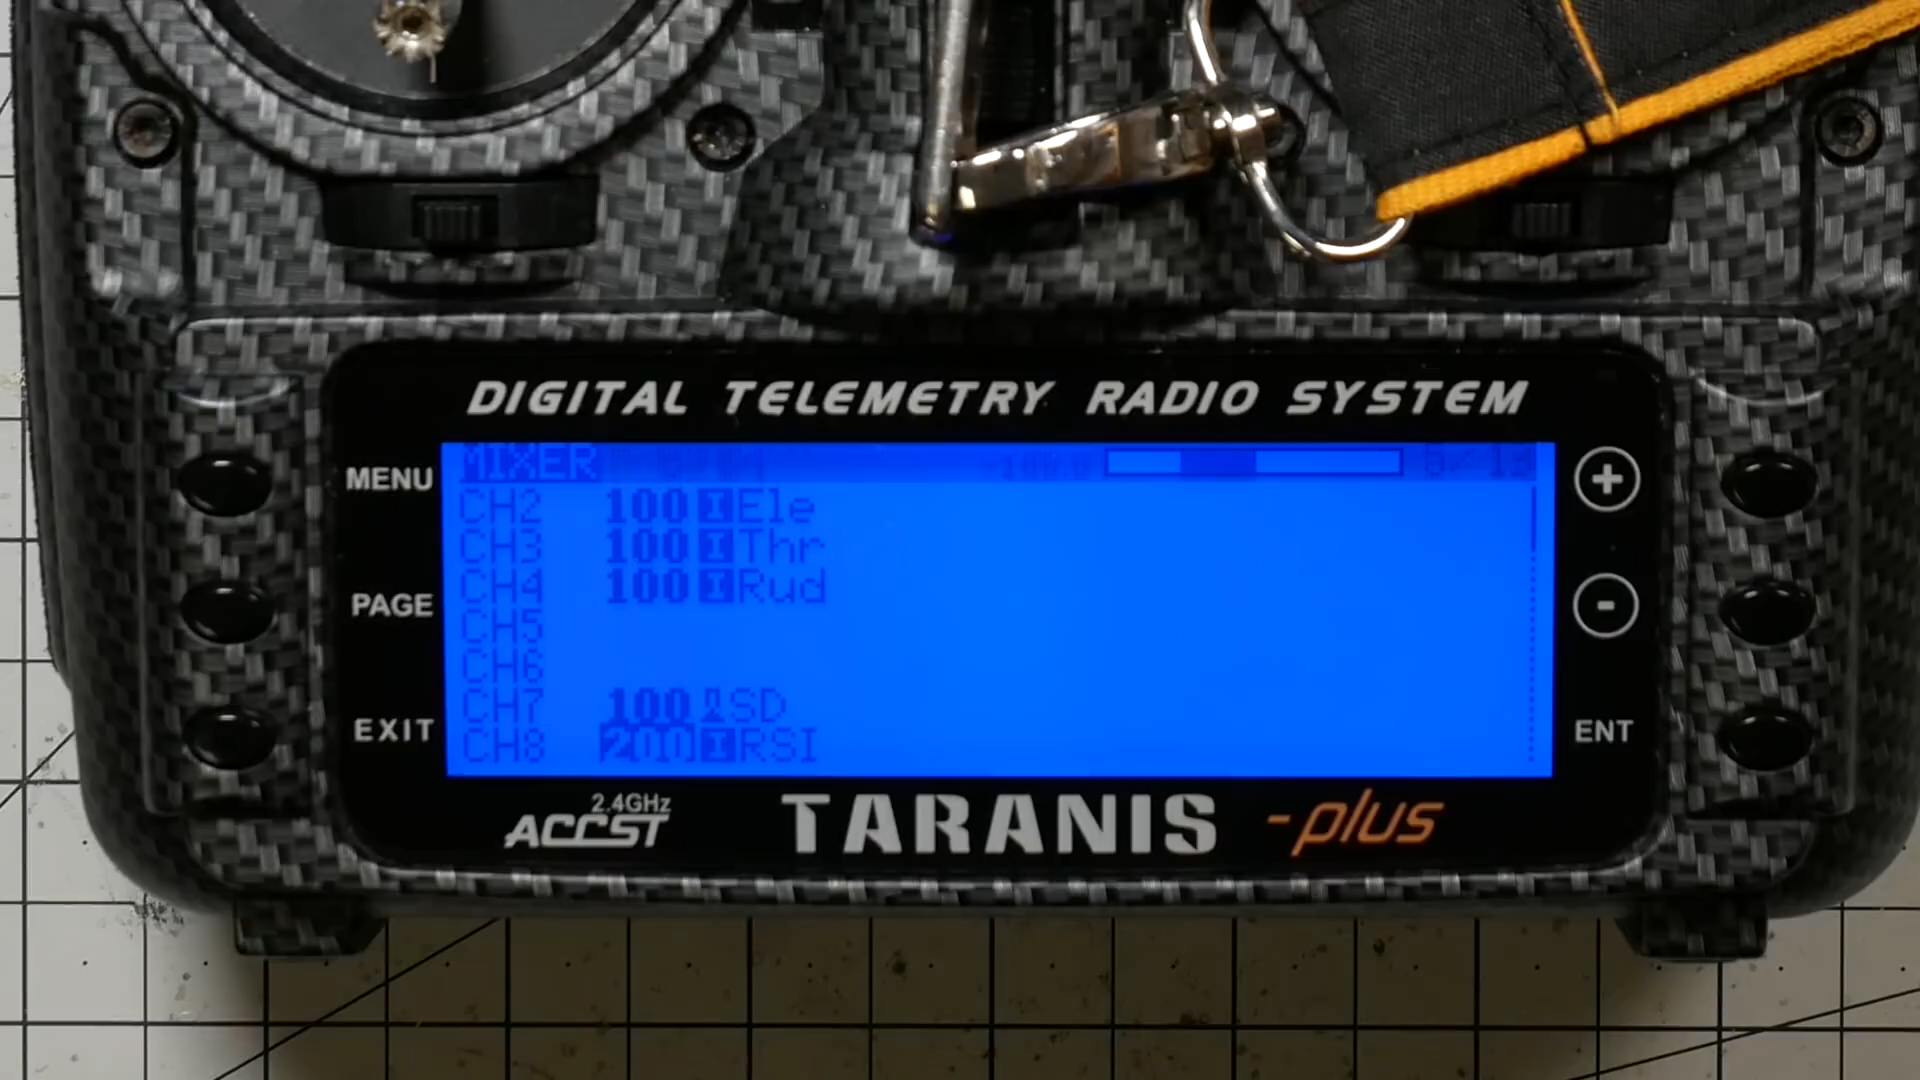 DIGITAL TELEMETRY RADIO SYSTEM
MENU
PAGE
EXIT
MIXER
CH2 100 I Ele
CH3 100 I Thr
CH4 100 I Rud
CH5
CH6
CH7 100 SD
CH8 200 I RSI
+
-
ENT
2.4GHz
ACCST
TARANIS -plus